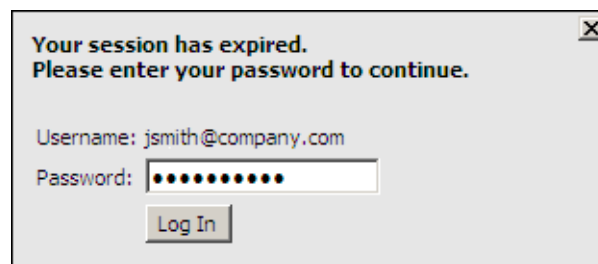 Your session has expired.
Please enter your password to continue.
Username: jsmith@company.com
Password: ••••••••••
Log In